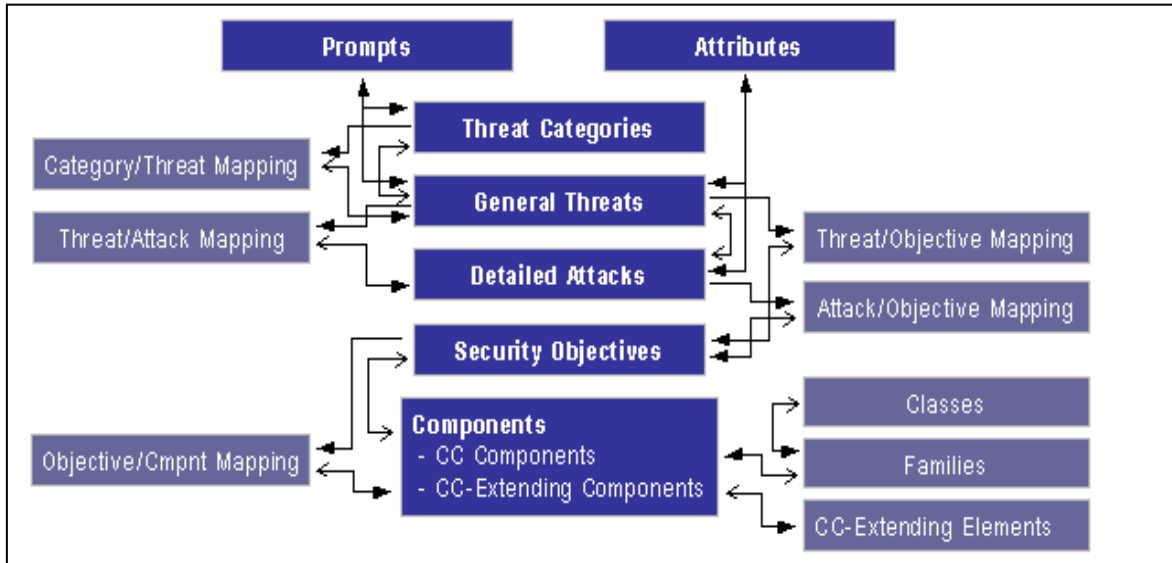 Prompts
Attributes
Threat Categories
Category/Threat Mapping
General Threats
Threat/Attack Mapping
Threat/Objective Mapping
Detailed Attacks
Attack/Objective Mapping
Security Objectives
Classes
Components
- CC Components
- CC-Extending Components
Objective/Cmpnt Mapping
Families
CC-Extending Elements